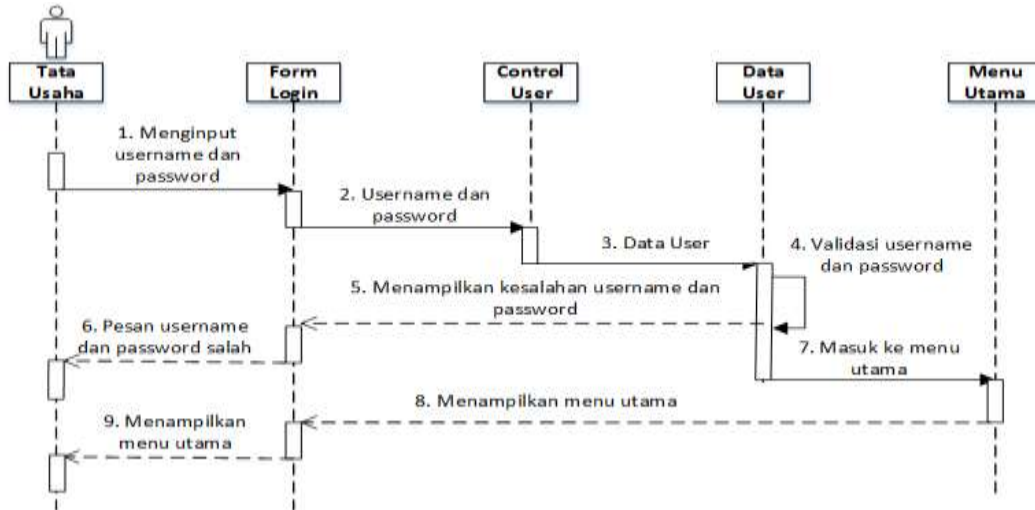 Tata
Usaha
Form
Login
Control
User
Data
User
Menu
Utama
1. Menginput
username dan
password
2. Username dan
password
3. Data User
4. Validasi username
dan password
5. Menampilkan kesalahan username dan
password
6. Pesan username
dan password salah
7. Masuk ke menu
utama
8. Menampilkan menu utama
9. Menampilkan
menu utama